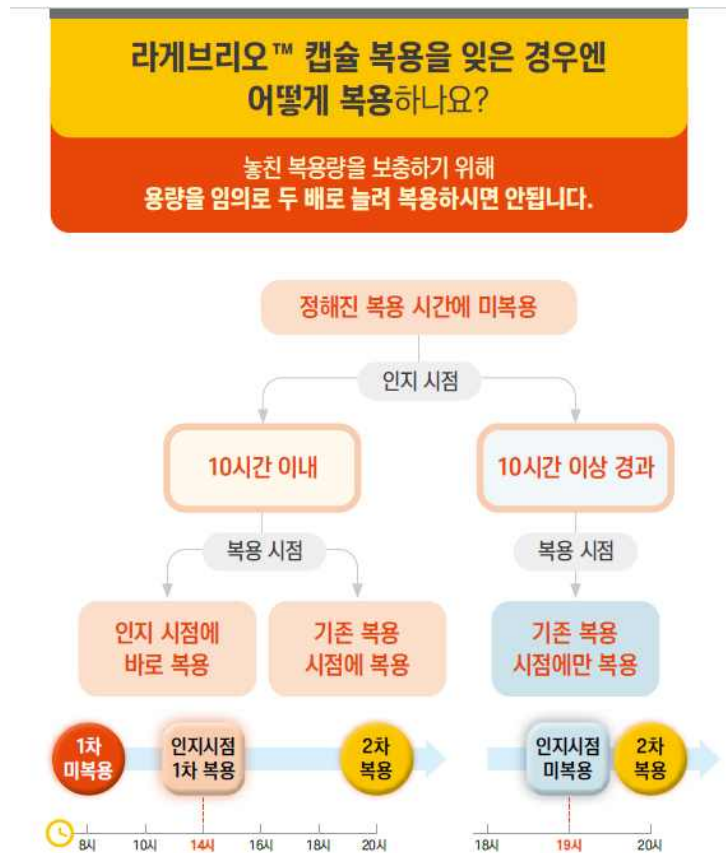 라게브리오™ 캡슐 복용을 잊은 경우엔
어떻게 복용하나요?
놓친 복용량을 보충하기 위해
용량을 임의로 두 배로 늘려 복용하시면 안됩니다.
정해진 복용 시간에 미복용
인지 시점
10시간 이내
10시간 이상 경과
복용 시점
복용 시점
인지 시점에
바로 복용
기존 복용
시점에 복용
기존 복용
시점에만 복용
1차
미복용
인지시점
1차 복용
2차
복용
인지시점
미복용
2차
복용
8시 10시 14시 16시 18시 20시
18시 19시 20시